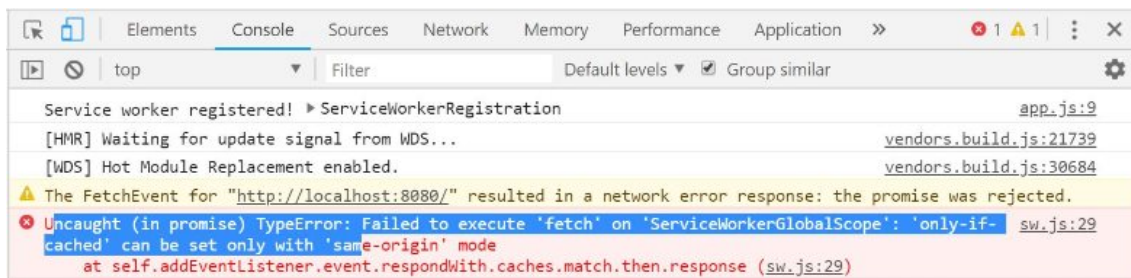 Elements Console Sources Network Memory Performance Application » 1 1
top Filter Default levels Group similar
Service worker registered! ServiceWorkerRegistration app.js:9
[HMR] Waiting for update signal from WDS... vendors.build.js:21739
[WDS] Hot Module Replacement enabled. vendors.build.js:30684
The FetchEvent for "http://localhost:8080/" resulted in a network error response: the promise was rejected.
Uncaught (in promise) TypeError: Failed to execute 'fetch' on 'ServiceWorkerGlobalScope': 'only-if- sw.js:29
cached' can be set only with 'same-origin' mode
at self.addEventListener.event.respondWith.caches.match.then.response (sw.js:29)